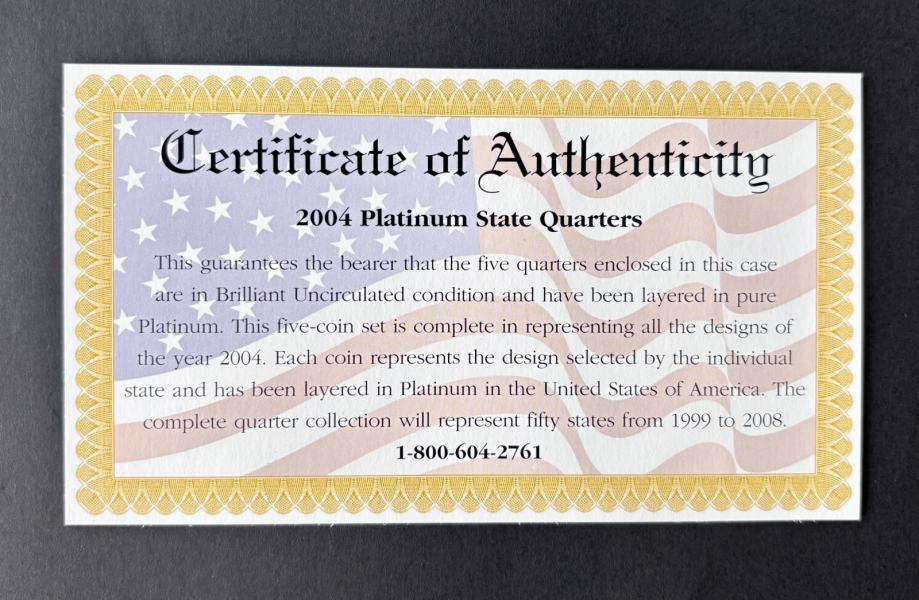 Certificate of Authenticity
2004 Platinum State Quarters
This guarantees the bearer that the five quarters enclosed in this case
are in Brilliant Uncirculated condition and have been layered in pure
Platinum. This five-coin set is complete in representing all the designs of
the year 2004. Each coin represents the design selected by the individual
state and has been layered in Platinum in the United States of America. The
complete quarter collection will represent fifty states from 1999 to 2008.
1-800-604-2761